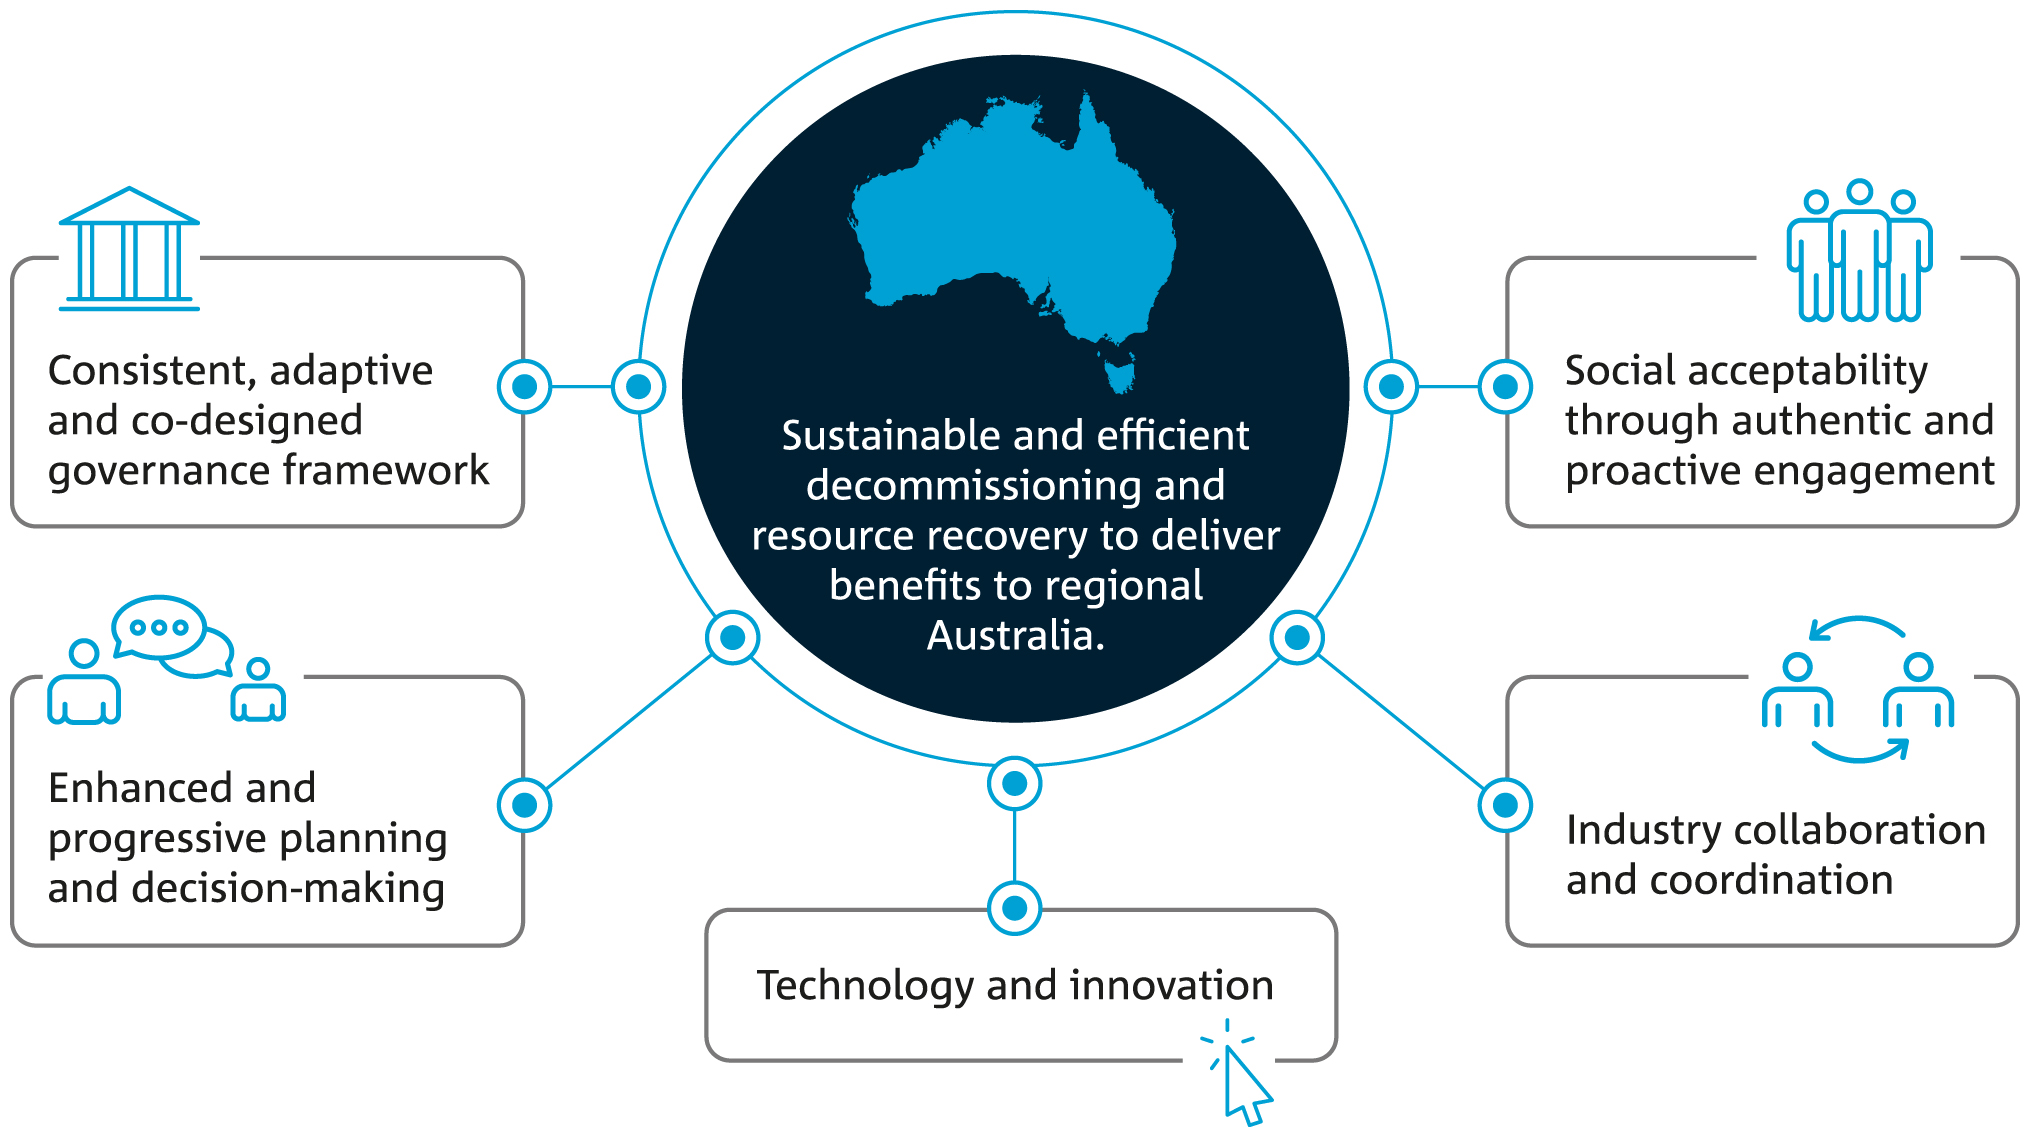 Sustainable and efficient
decommissioning and
resource recovery to deliver
benefits to regional
Australia.
Consistent, adaptive
and co-designed
governance framework
Enhanced and
progressive planning
and decision-making
Technology and innovation
Industry collaboration
and coordination
Social acceptability
through authentic and
proactive engagement